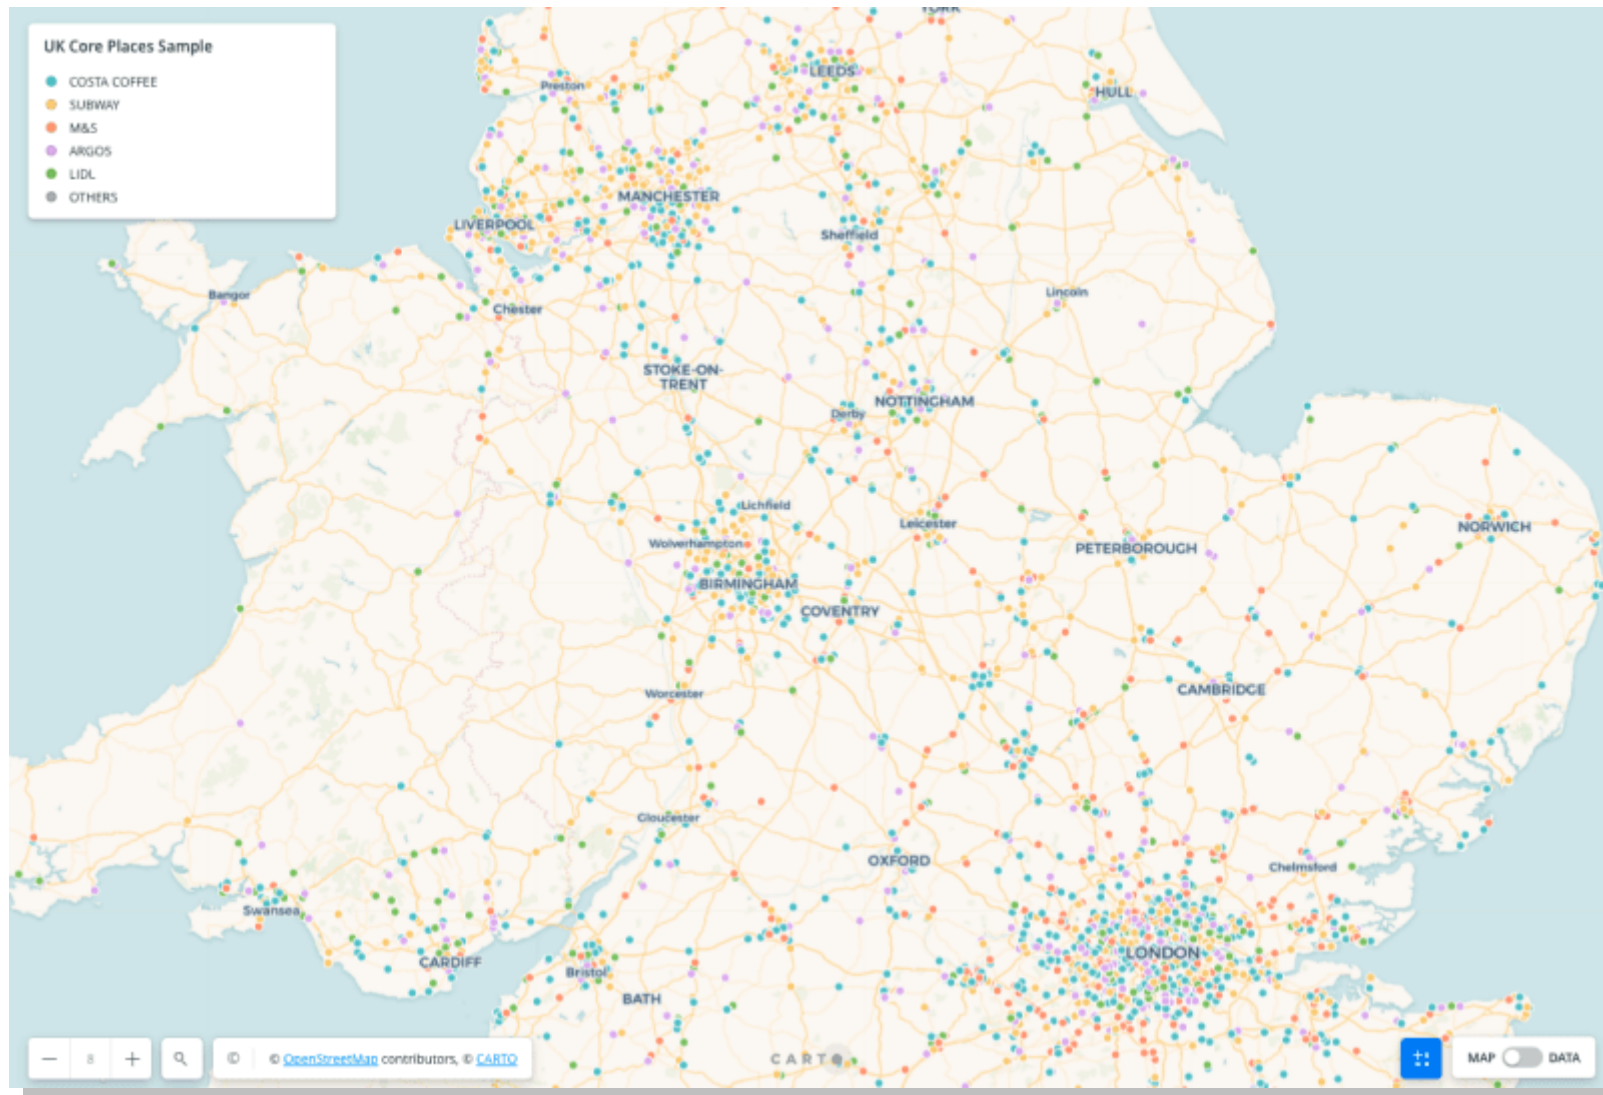 YORK
UK Core Places Sample
COSTA COFFEE
SUBWAY
M&S
ARGOS
LIDL
OTHERS
LEEDS
Preston
HULL
MANCHESTER
LIVERPOOL
Sheffield
Bangor
Lincoln
Chester
STOKE-ON-
TRENT
NOTTINGHAM
Derby
Lichfield
Leicester
NORWICH
Wolverhampton
PETERBOROUGH
BIRMINGHAM
COVENTRY
CAMBRIDGE
Worcester
Gloucester
OXFORD
Chelmsford
Swansea
LONDON
CARDIFF
Bristol
BATH
8
©
© OpenStreetMap contributors, © CARTO
CARTO
MAP
DATA